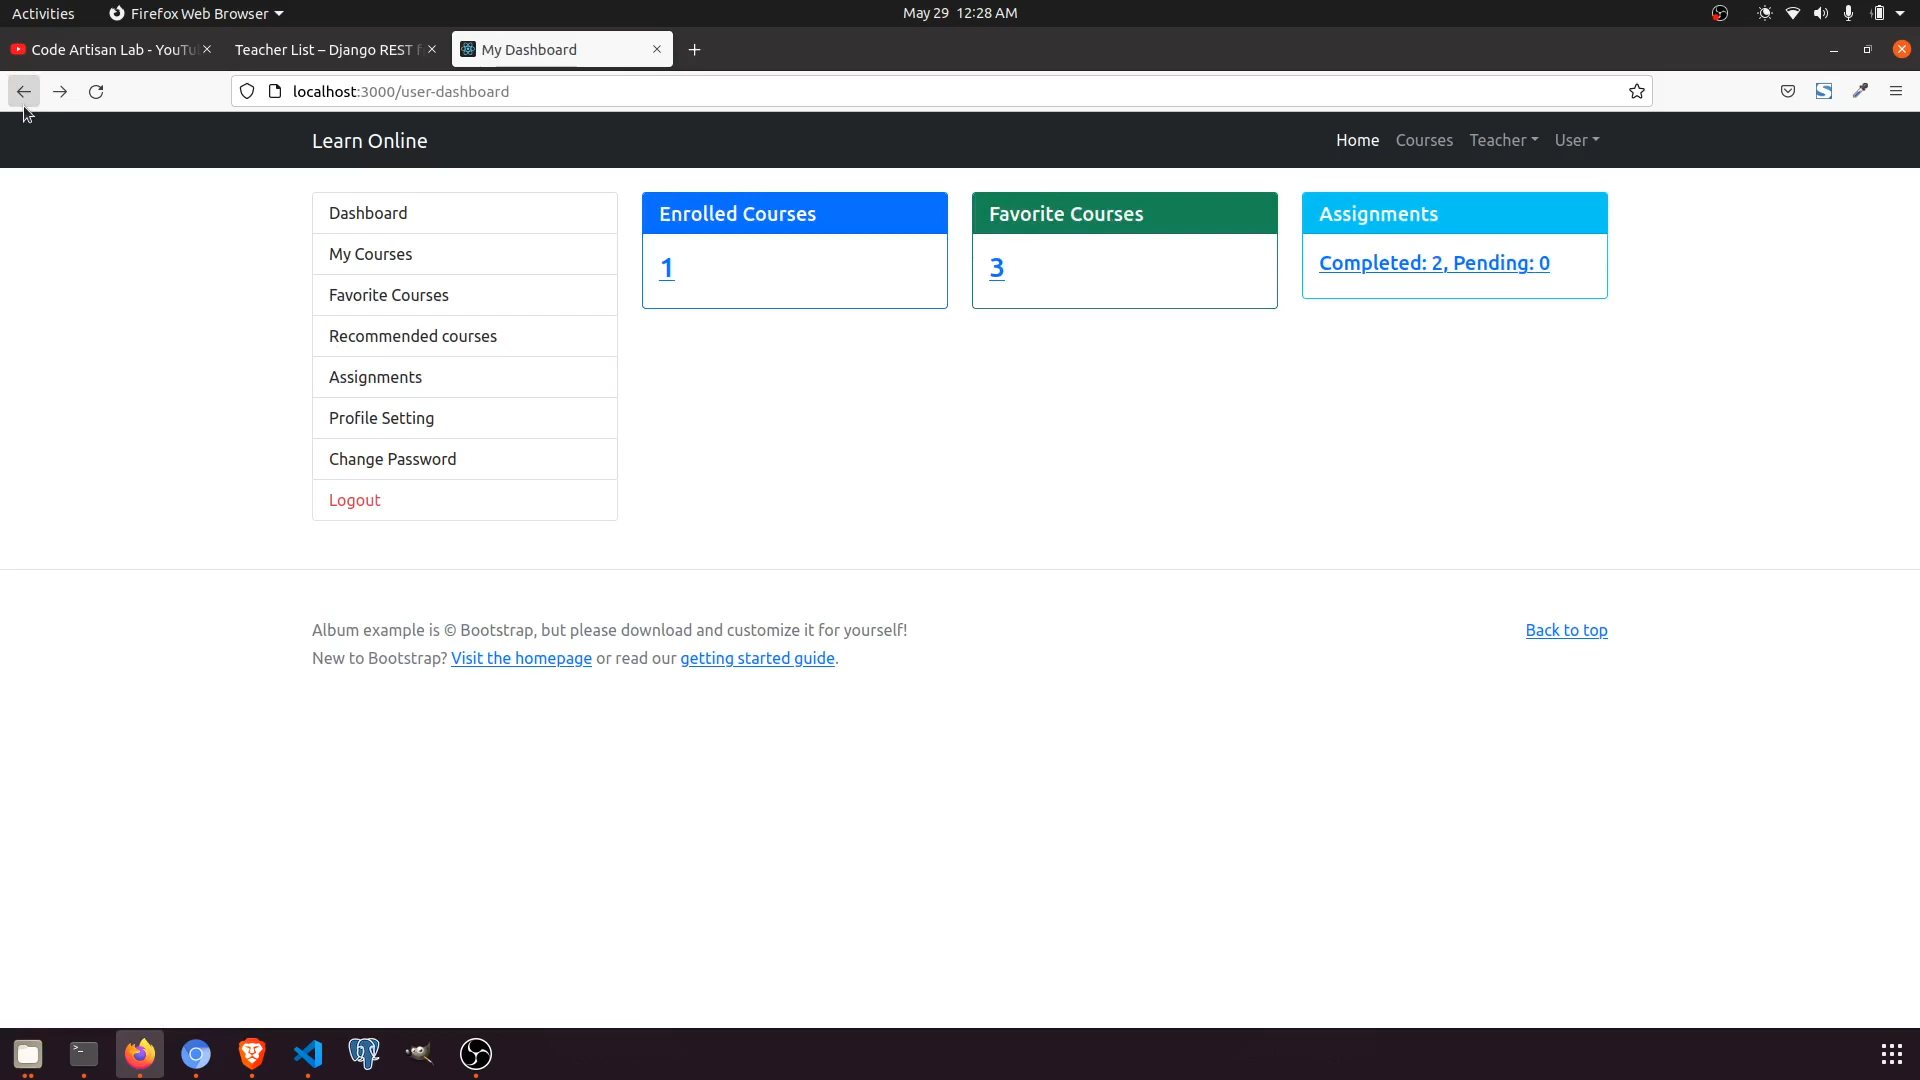 Activities
Firefox Web Browser
May 29 12:28 AM
Code Artisan Lab - YouTu
Teacher List – Django REST f
My Dashboard
localhost:3000/user-dashboard
Learn Online
Home
Courses
Teacher
User
Dashboard
My Courses
Favorite Courses
Recommended courses
Assignments
Profile Setting
Change Password
Logout
Enrolled Courses
1
Favorite Courses
3
Assignments
Completed: 2, Pending: 0
Album example is © Bootstrap, but please download and customize it for yourself!
New to Bootstrap? Visit the homepage or read our getting started guide.
Back to top